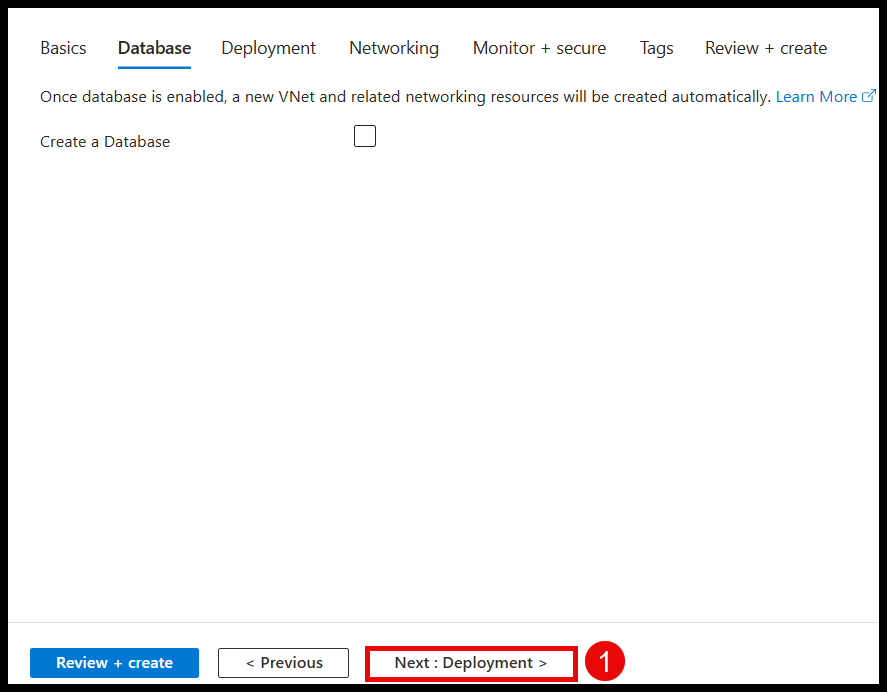 Basics Database Deployment Networking Monitor + secure Tags Review + create
Once database is enabled, a new VNet and related networking resources will be created automatically. Learn More
Create a Database
Review + create < Previous Next : Deployment > 1